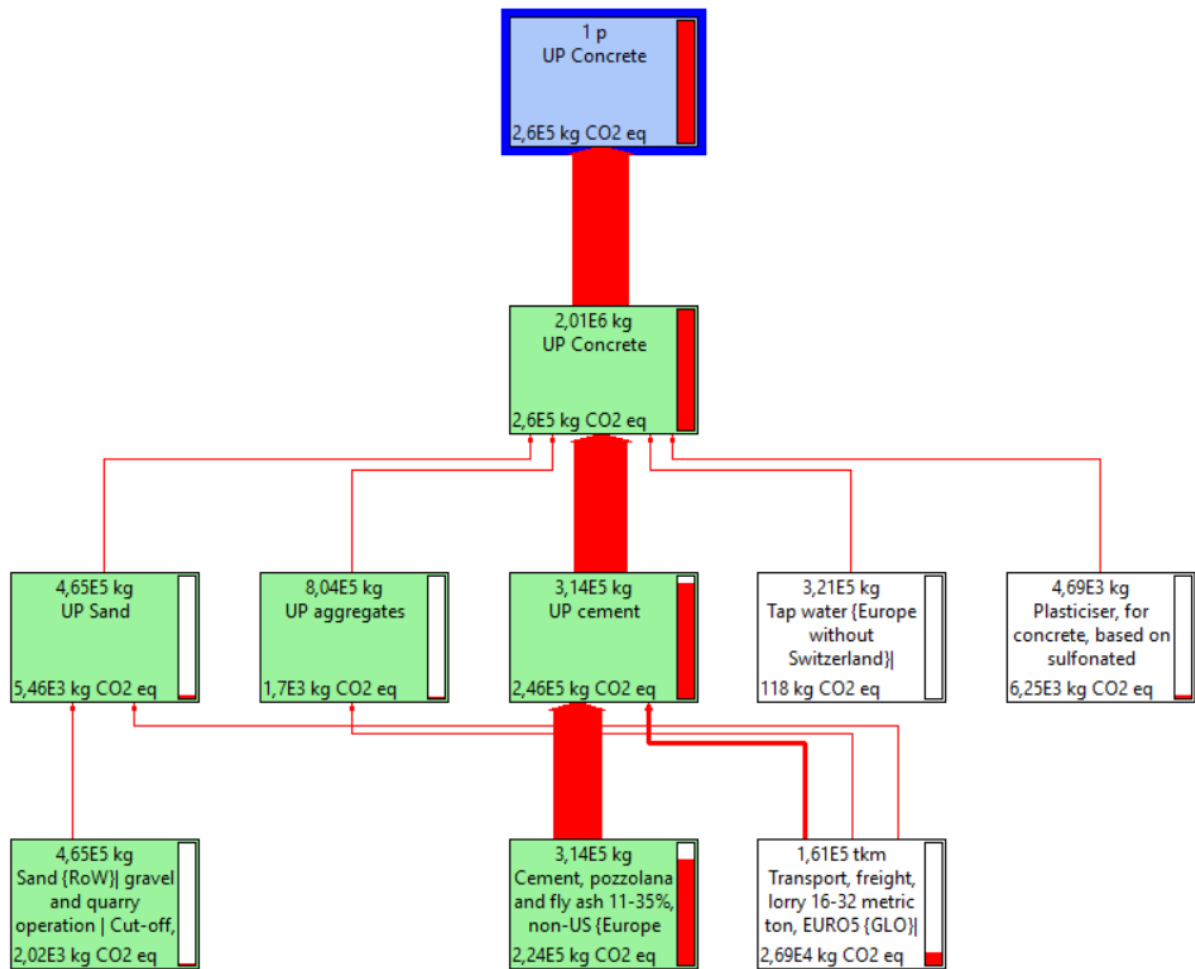 1 p
UP Concrete
2,6E5 kg CO2 eq
2,01E6 kg
UP Concrete
2,6E5 kg CO2 eq
4,65E5 kg
UP Sand
5,46E3 kg CO2 eq
8,04E5 kg
UP aggregates
1,7E3 kg CO2 eq
3,14E5 kg
UP cement
2,46E5 kg CO2 eq
3,21E5 kg
Tap water {Europe
without
Switzerland}|
118 kg CO2 eq
4,69E3 kg
Plasticiser, for
concrete, based on
sulfonated
6,25E3 kg CO2 eq
4,65E5 kg
Sand {RoW}| gravel
and quarry
operation | Cut-off,
2,02E3 kg CO2 eq
3,14E5 kg
Cement, pozzolana
and fly ash 11-35%,
non-US {Europe
2,24E5 kg CO2 eq
1,61E5 tkm
Transport, freight,
lorry 16-32 metric
ton, EURO5 {GLO}|
2,69E4 kg CO2 eq